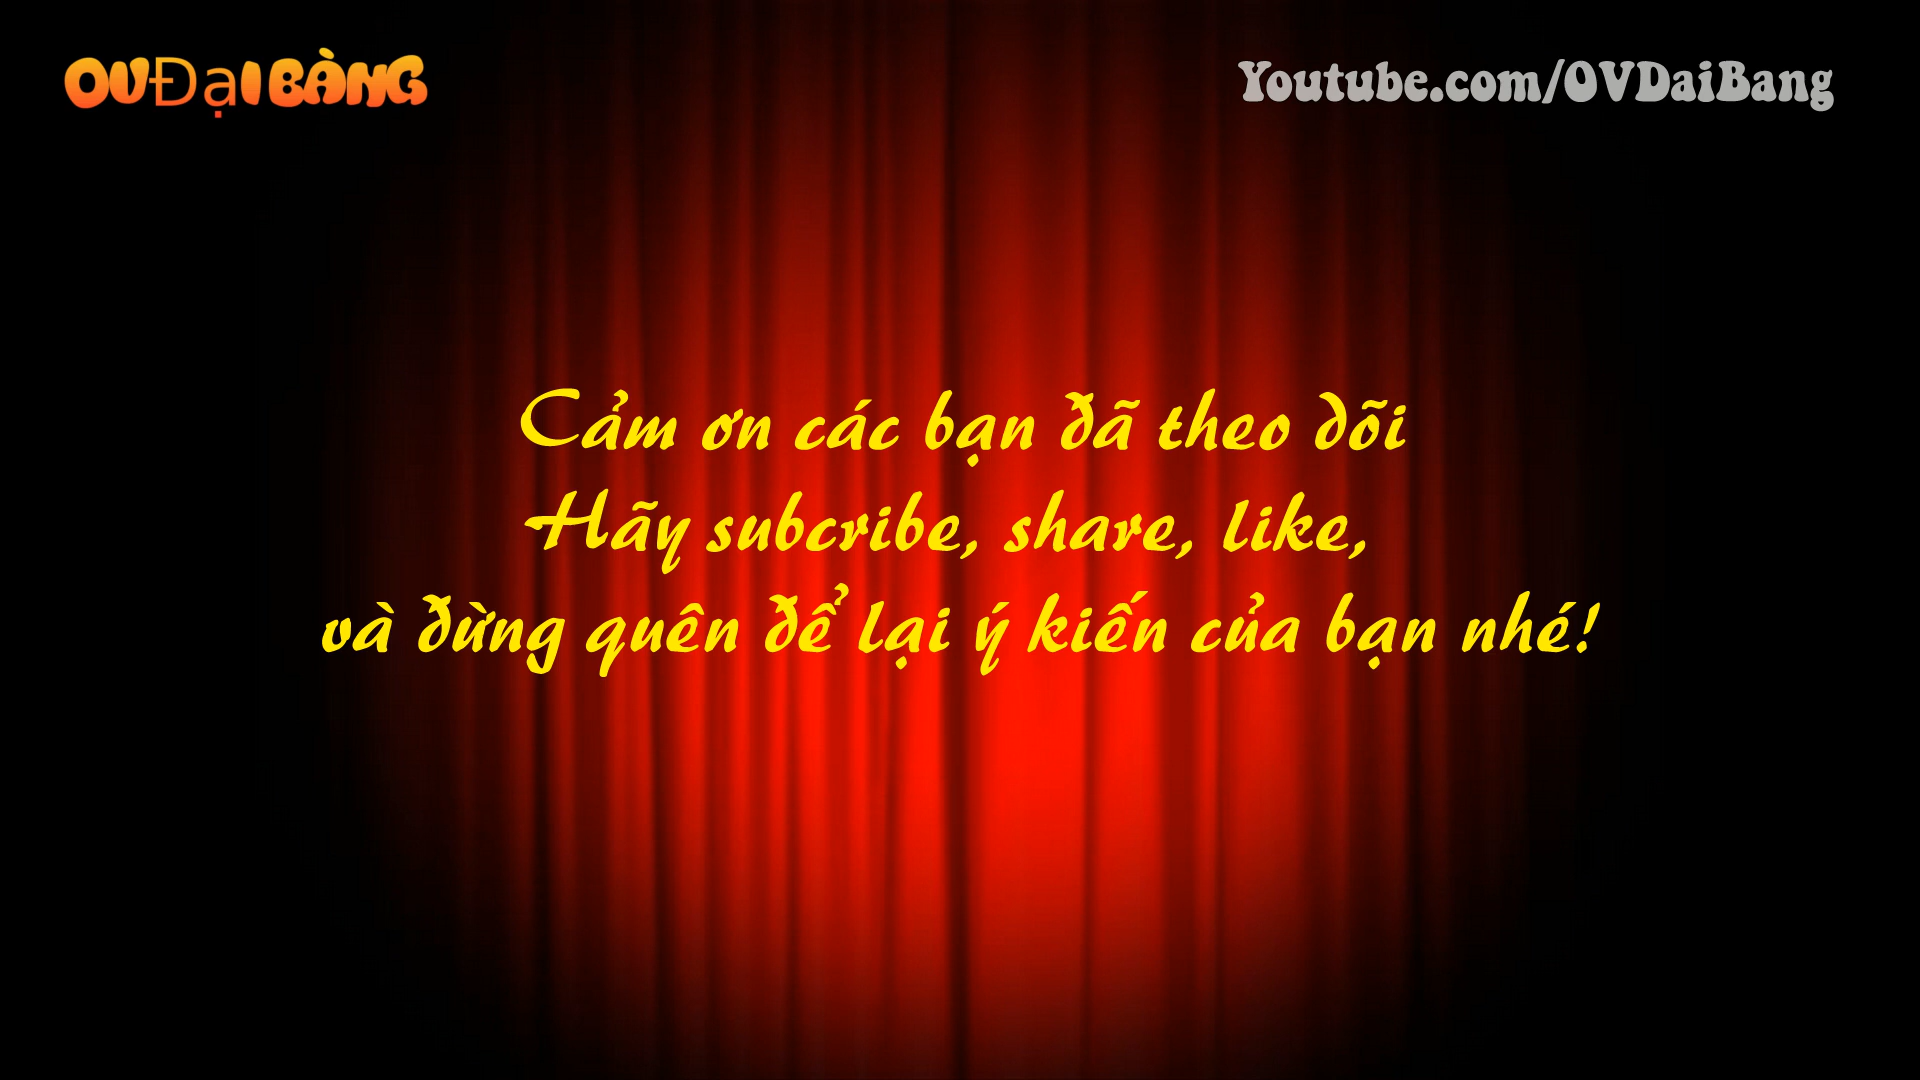 OVĐạI BÀNG
Youtube.com/OVDaiBang
Cảm ơn các bạn đã theo dõi
Hãy subcribe, share, like,
và đừng quên để lại ý kiến của bạn nhé!